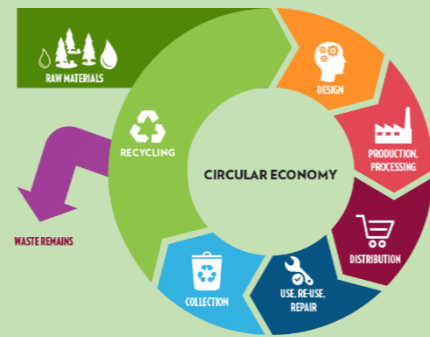 RAW MATERIALS
DESIGN
RECYCLING
PRODUCTION,
PROCESSING
CIRCULAR ECONOMY
WASTE REMAINS
DISTRIBUTION
USE, RE-USE,
REPAIR
COLLECTION